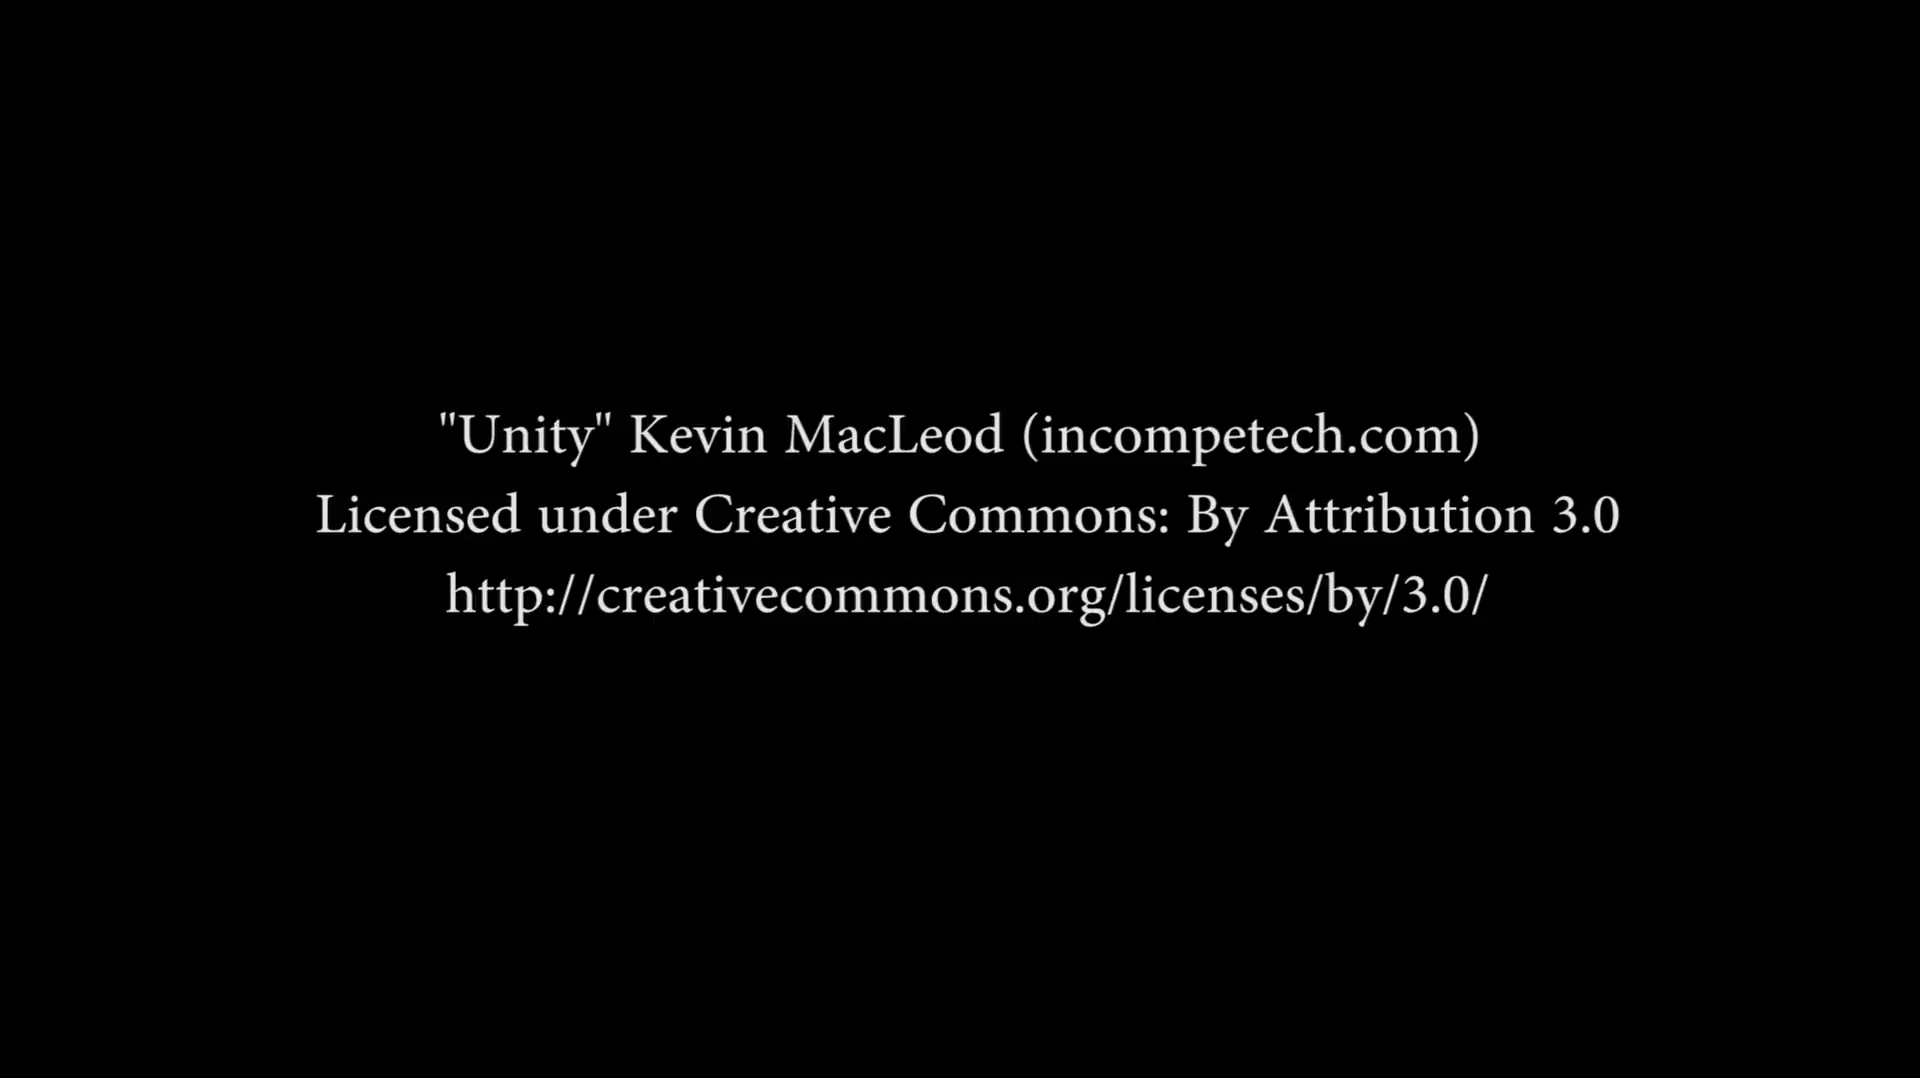 "Unity" Kevin MacLeod (incompetech.com)
Licensed under Creative Commons: By Attribution 3.0
http://creativecommons.org/licenses/by/3.0/